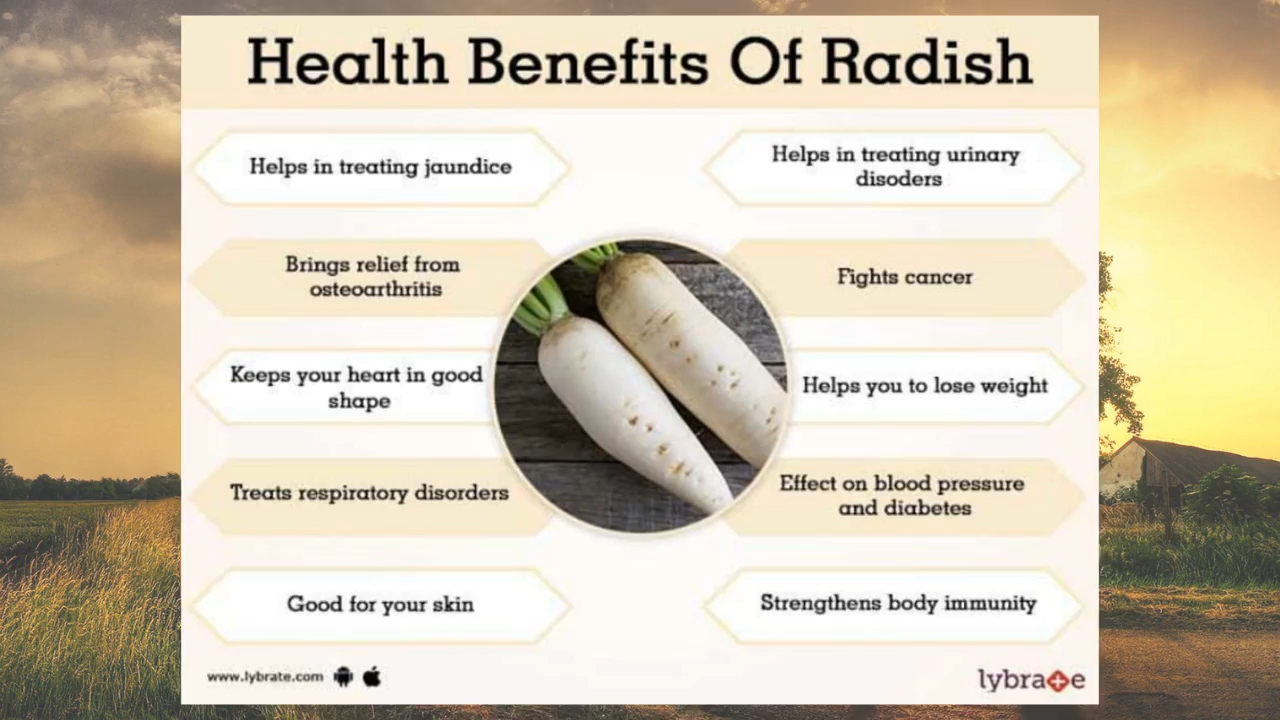 Health Benefits Of Radish
Helps in treating jaundice
Helps in treating urinary
disoders
Brings relief from
osteoarthritis
Fights cancer
Keeps your heart in good
shape
Helps you to lose weight
Treats respiratory disorders
Effect on blood pressure
and diabetes
Good for your skin
Strengthens body immunity
www.lybrate.com
lybrate